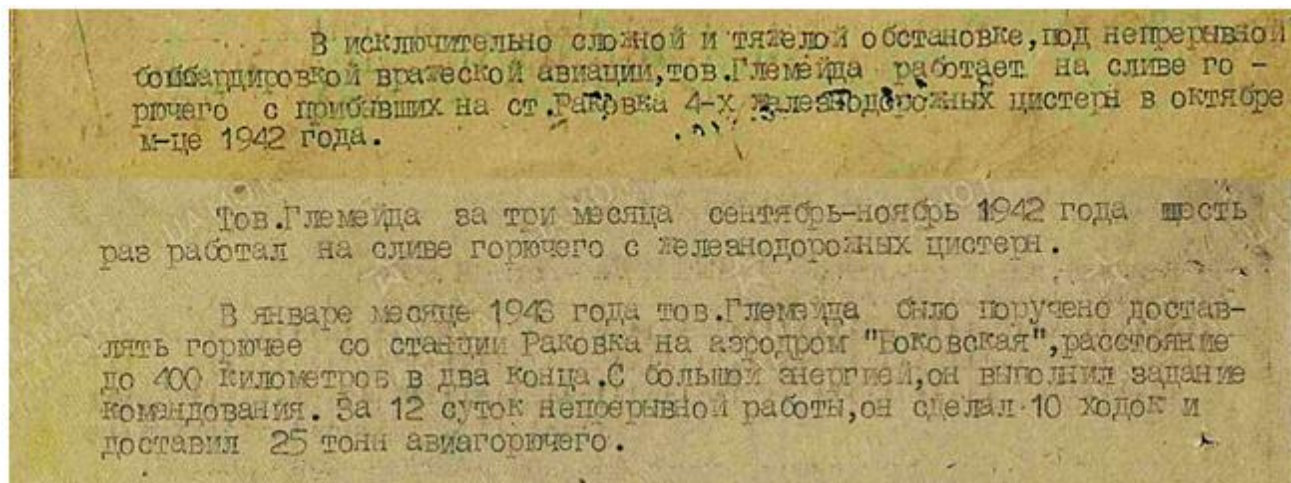 В исключительно сложной и тяжелой обстановке,под непрерывной
бомбардировкой вражеской авиации,тов.Глемейда работает на сливе го -
рючего с прибывших на ст.Раковка 4-х железнодорожных цистерн в октябре
м-це 1942 года.
Тов.Глемейда за три месяца сентябрь-ноябрь 1942 года шесть
раз работал на сливе горючего с железнодорожных цистерн.
В январе месяце 1943 года тов.Глемейда было поручено достав-
лять горючее со станции Раковка на аэродром "Боковская",расстояние
до 400 километров в два конца.С большой энергией,он выполнил задание
командования. За 12 суток непрерывной работы,он сделал 10 ходок и
доставил 25 тонн авиагорючего.